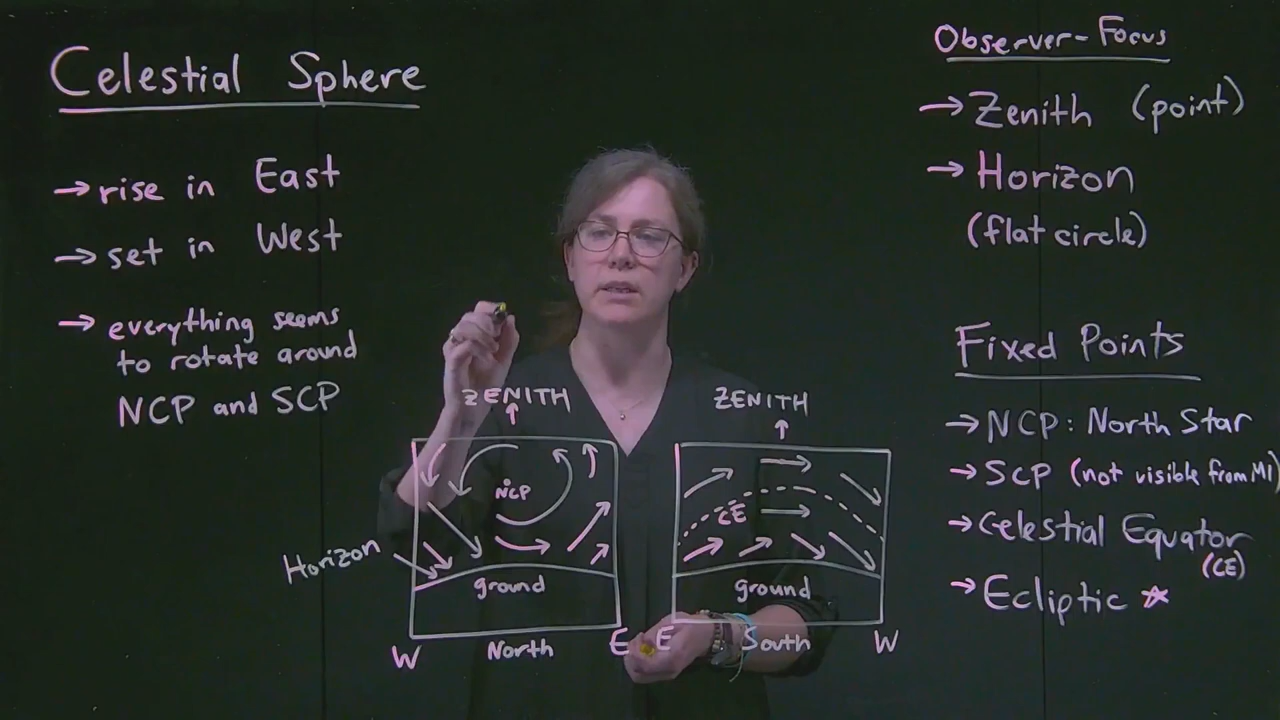 Celestial Sphere
→ rise in East
→ set in West
→ everything seems
to rotate around
NCP and SCP
ZENITH
↑
NCP
Horizon
ground
W North E
ZENITH
↑
CE
ground
E South W
Observer-Focus
→ Zenith (point)
→ Horizon
(flat circle)
Fixed Points
→ NCP: North Star
→ SCP (not visible from MI)
→ Celestial Equator
(CE)
→ Ecliptic ☆